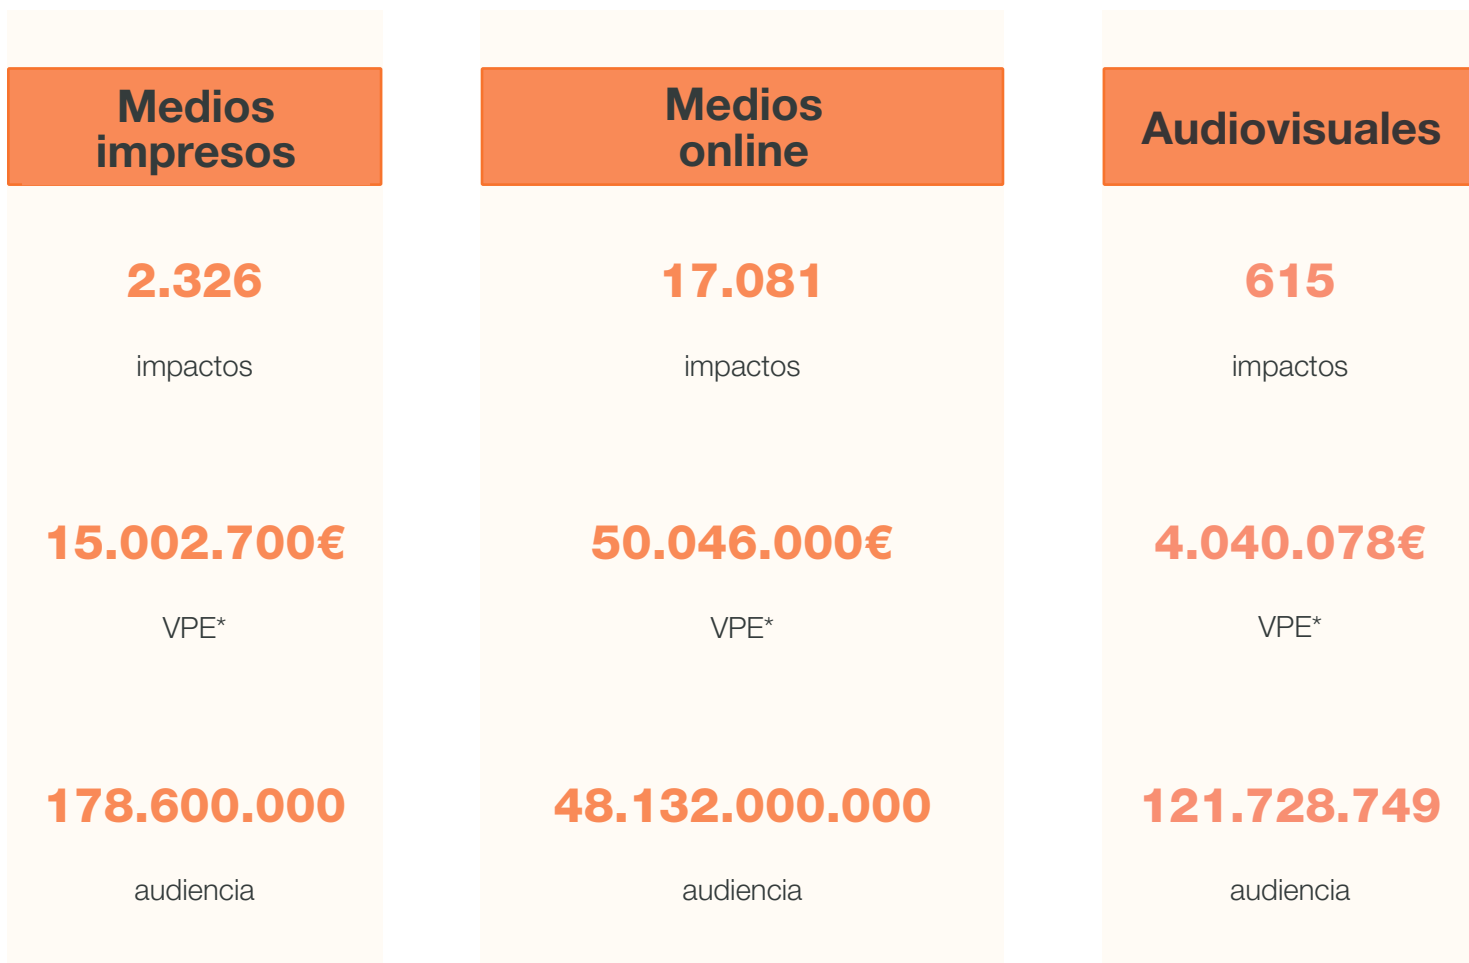 Medios
impresos
2.326
impactos
15.002.700€
VPE*
178.600.000
audiencia
Medios
online
17.081
impactos
50.046.000€
VPE*
48.132.000.000
audiencia
Audiovisuales
615
impactos
4.040.078€
VPE*
121.728.749
audiencia